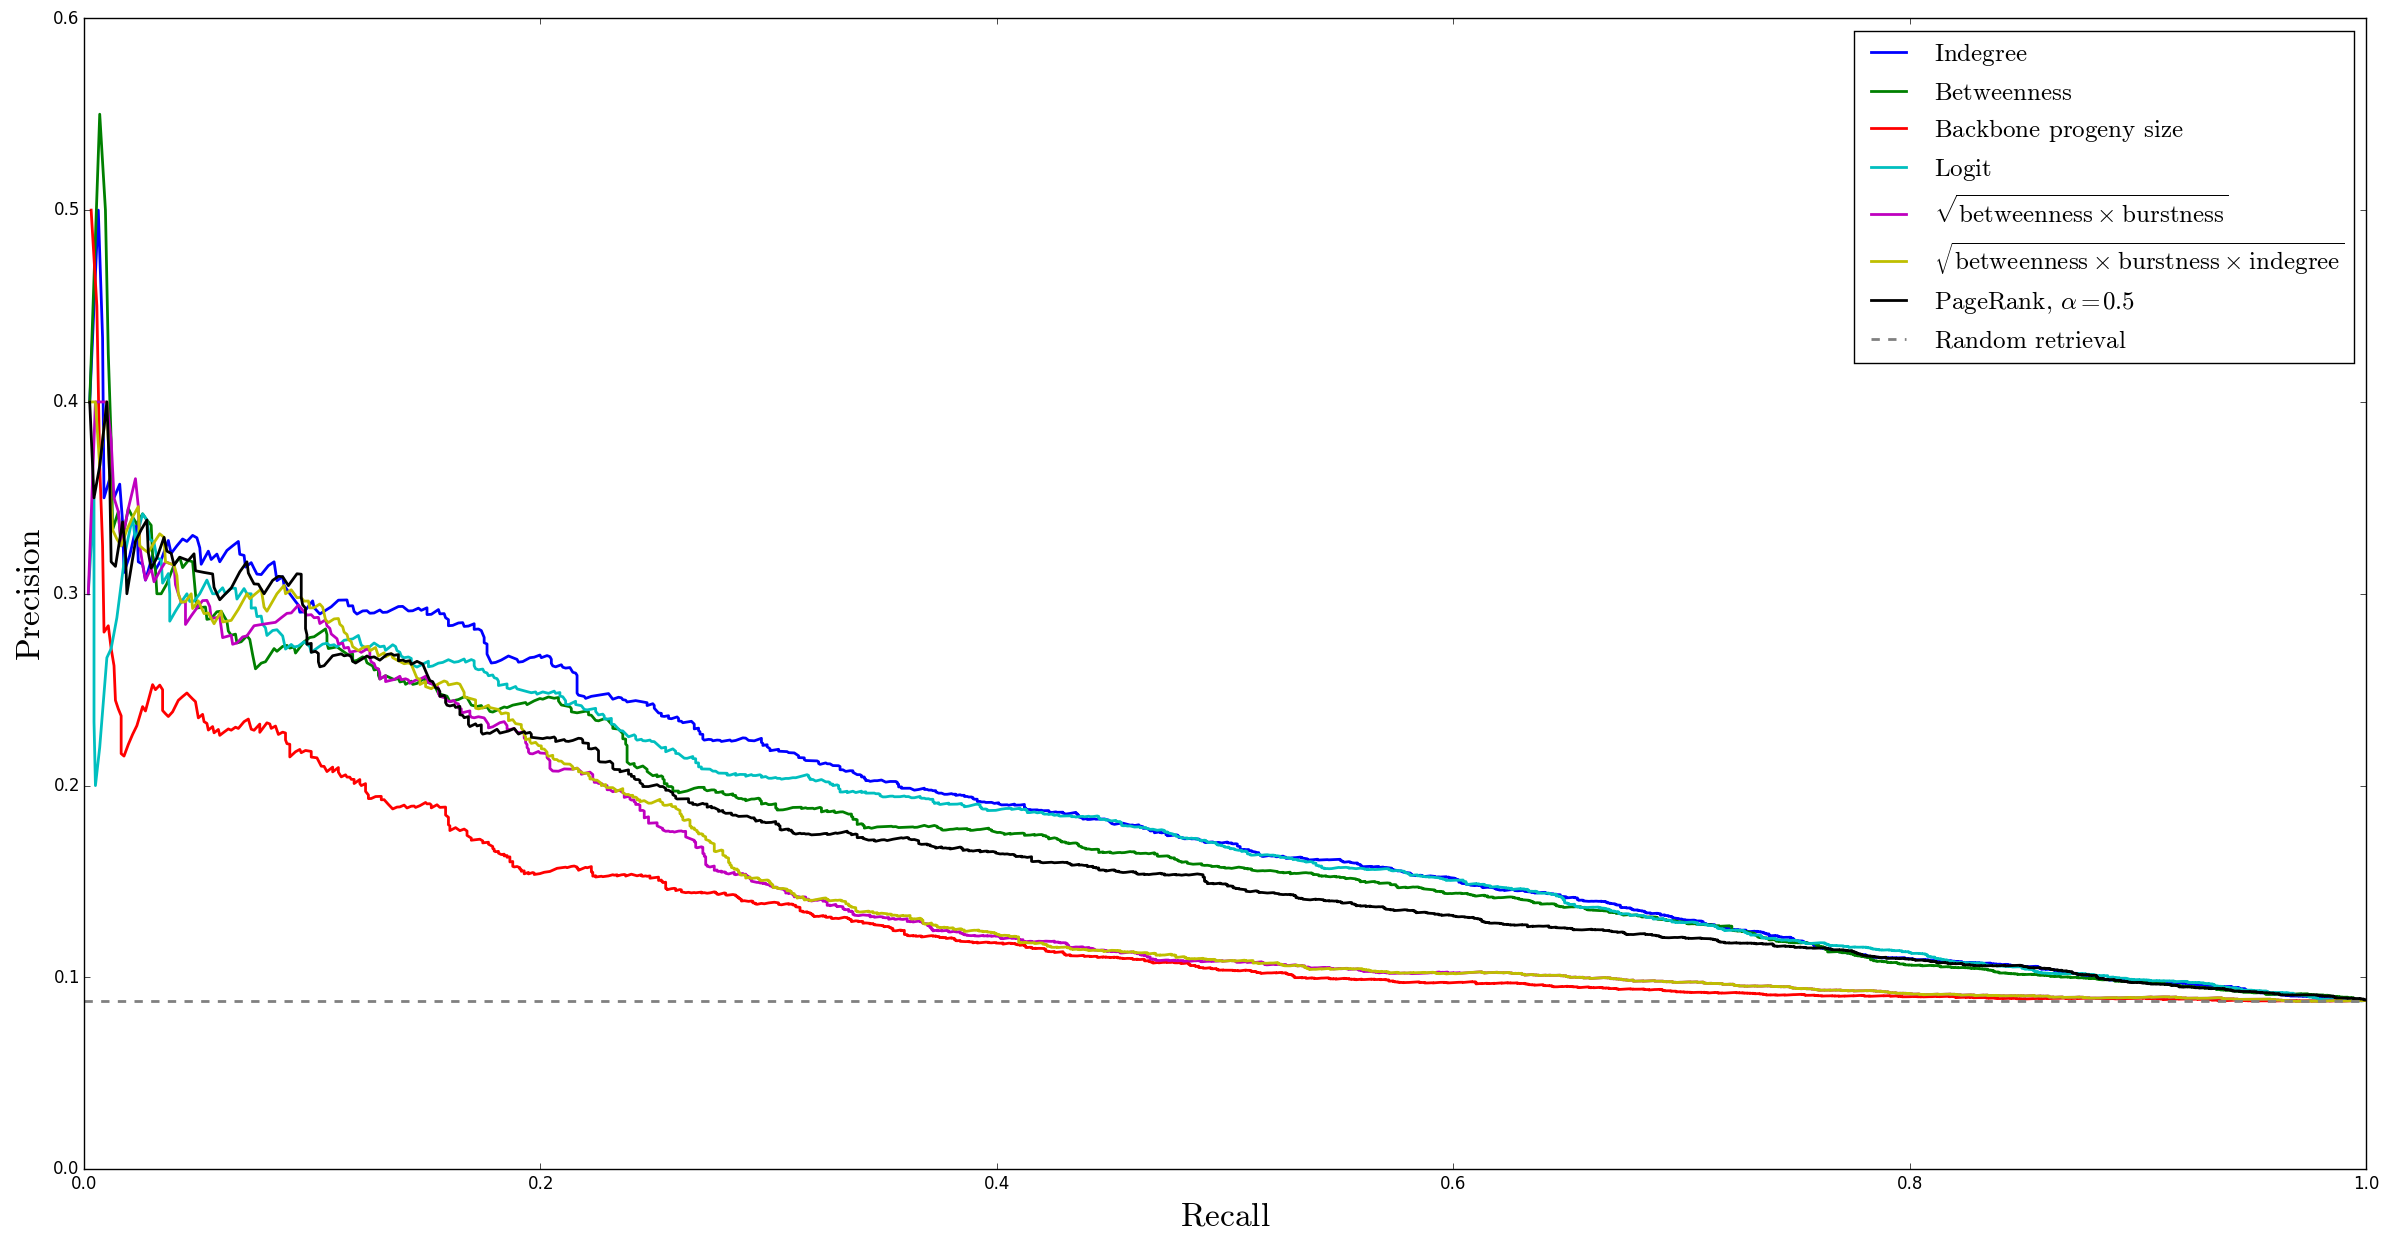 0.6
0.5
0.4
0.3
0.2
0.1
0.0
Precision
0.0 0.2 0.4 0.6 0.8 1.0
Recall
Indegree
Betweenness
Backbone progeny size
Logit
√betweenness × burstness
√betweenness × burstness × indegree
PageRank, α = 0.5
Random retrieval